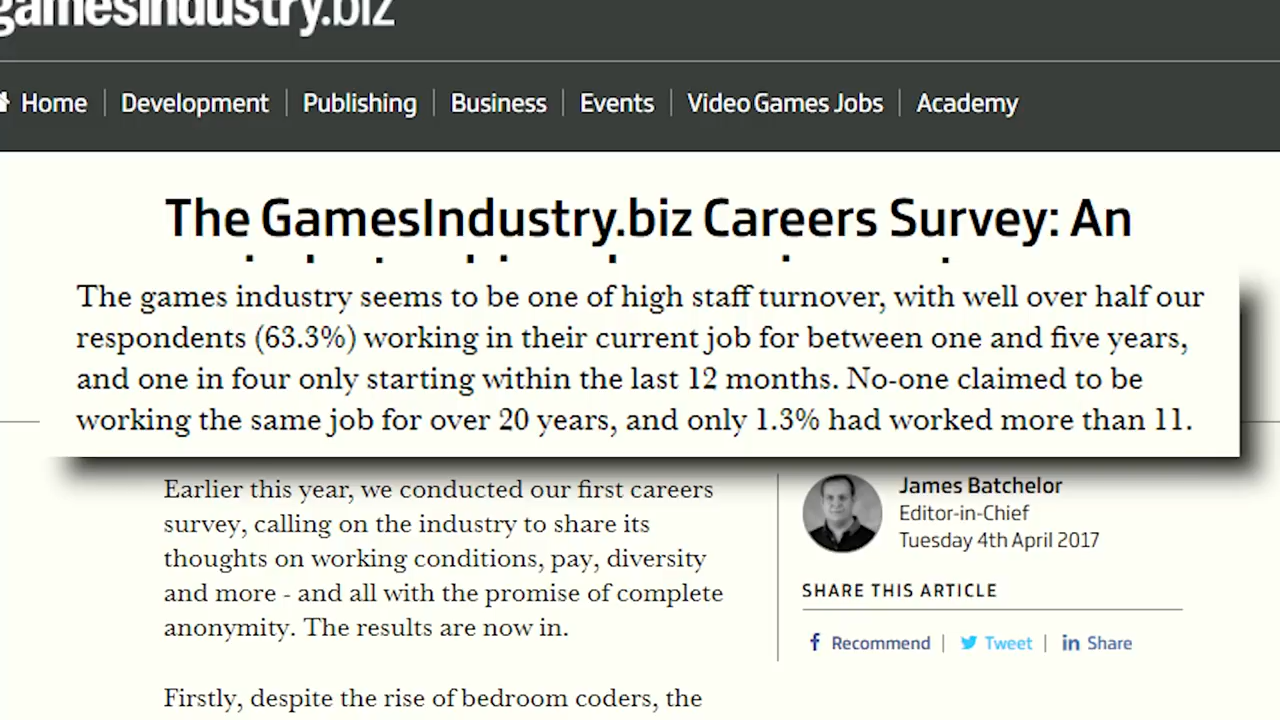 gamesindustry.biz
Home Development Publishing Business Events Video Games Jobs Academy
The GamesIndustry.biz Careers Survey: An
The games industry seems to be one of high staff turnover, with well over half our
respondents (63.3%) working in their current job for between one and five years,
and one in four only starting within the last 12 months. No-one claimed to be
working the same job for over 20 years, and only 1.3% had worked more than 11.
Earlier this year, we conducted our first careers
survey, calling on the industry to share its
thoughts on working conditions, pay, diversity
and more - and all with the promise of complete
anonymity. The results are now in.
Firstly, despite the rise of bedroom coders, the
James Batchelor
Editor-in-Chief
Tuesday 4th April 2017
SHARE THIS ARTICLE
Recommend Tweet Share